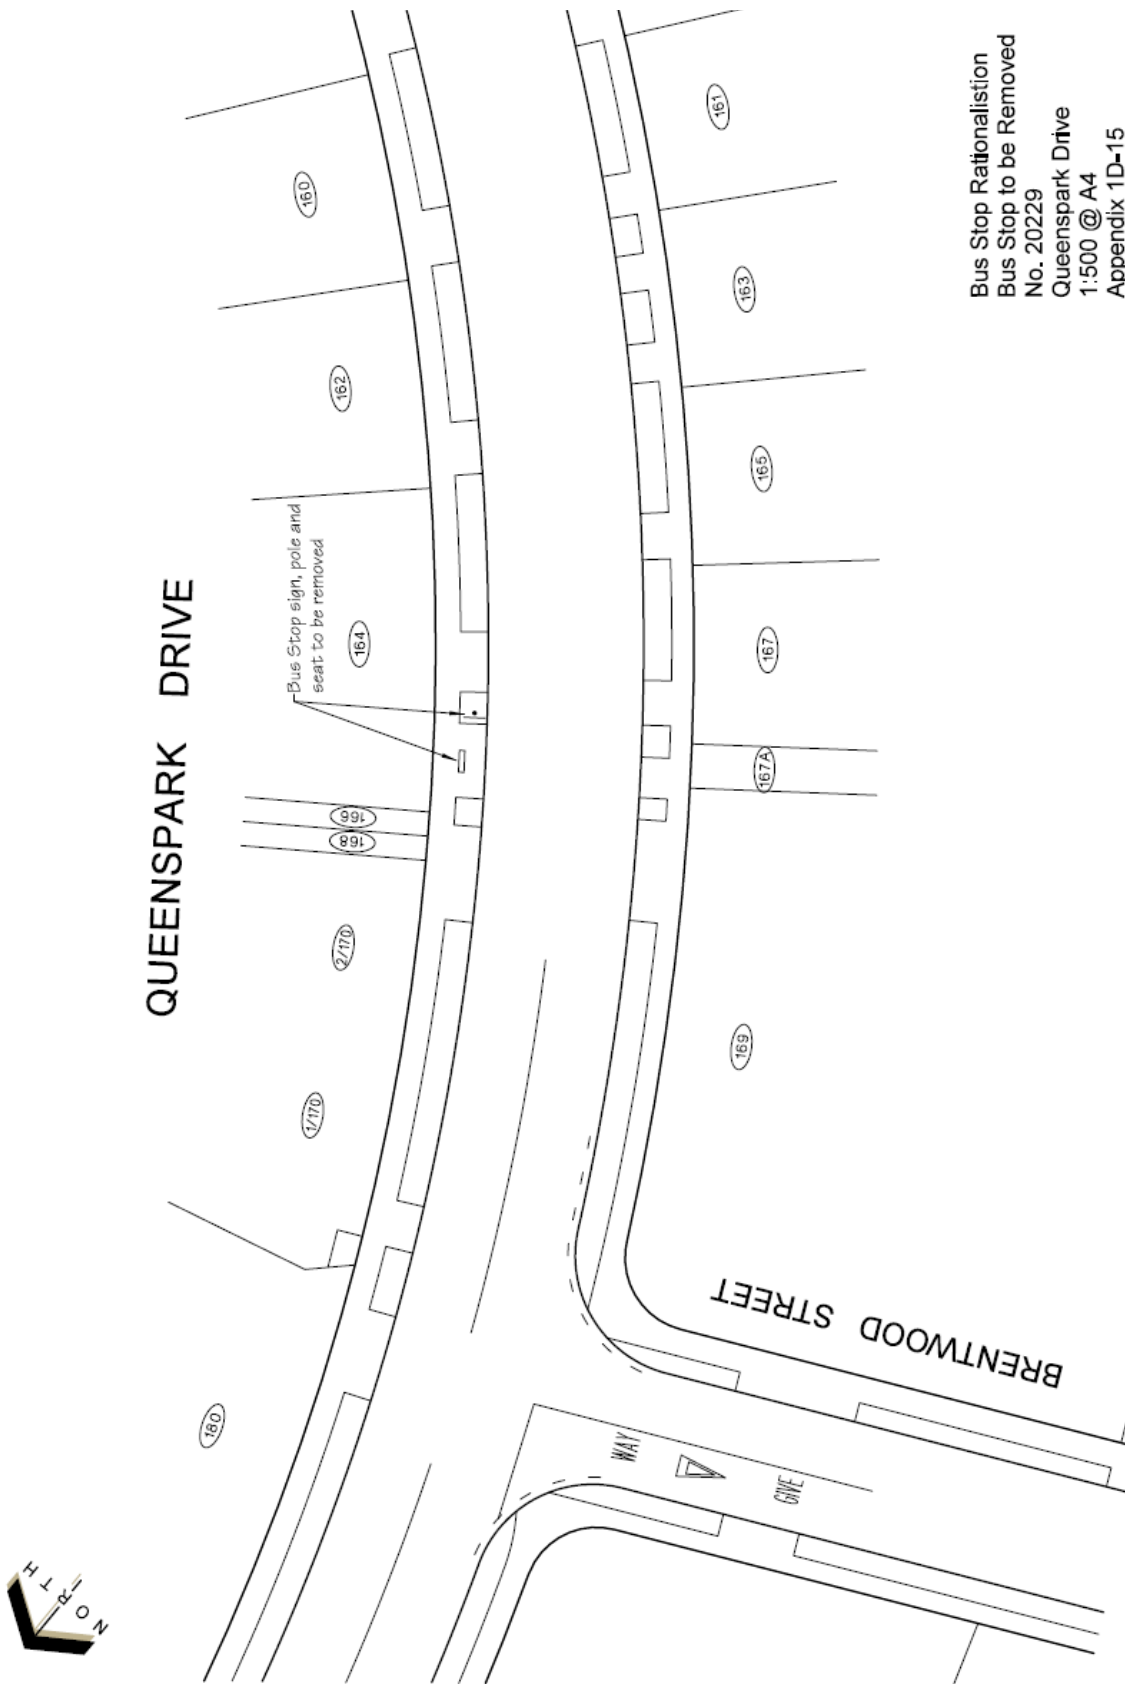 QUEENSPARK DRIVE
Bus Stop sign, pole and
seat to be removed
160
162
164
166
168
2/170
1/170
180
161
163
165
167
167A
169
BRENTWOOD STREET
GIVE
WAY
NORTH
Bus Stop Rationalistion
Bus Stop to be Removed
No. 20229
Queenspark Drive
1:500 @ A4
Appendix 1D-15